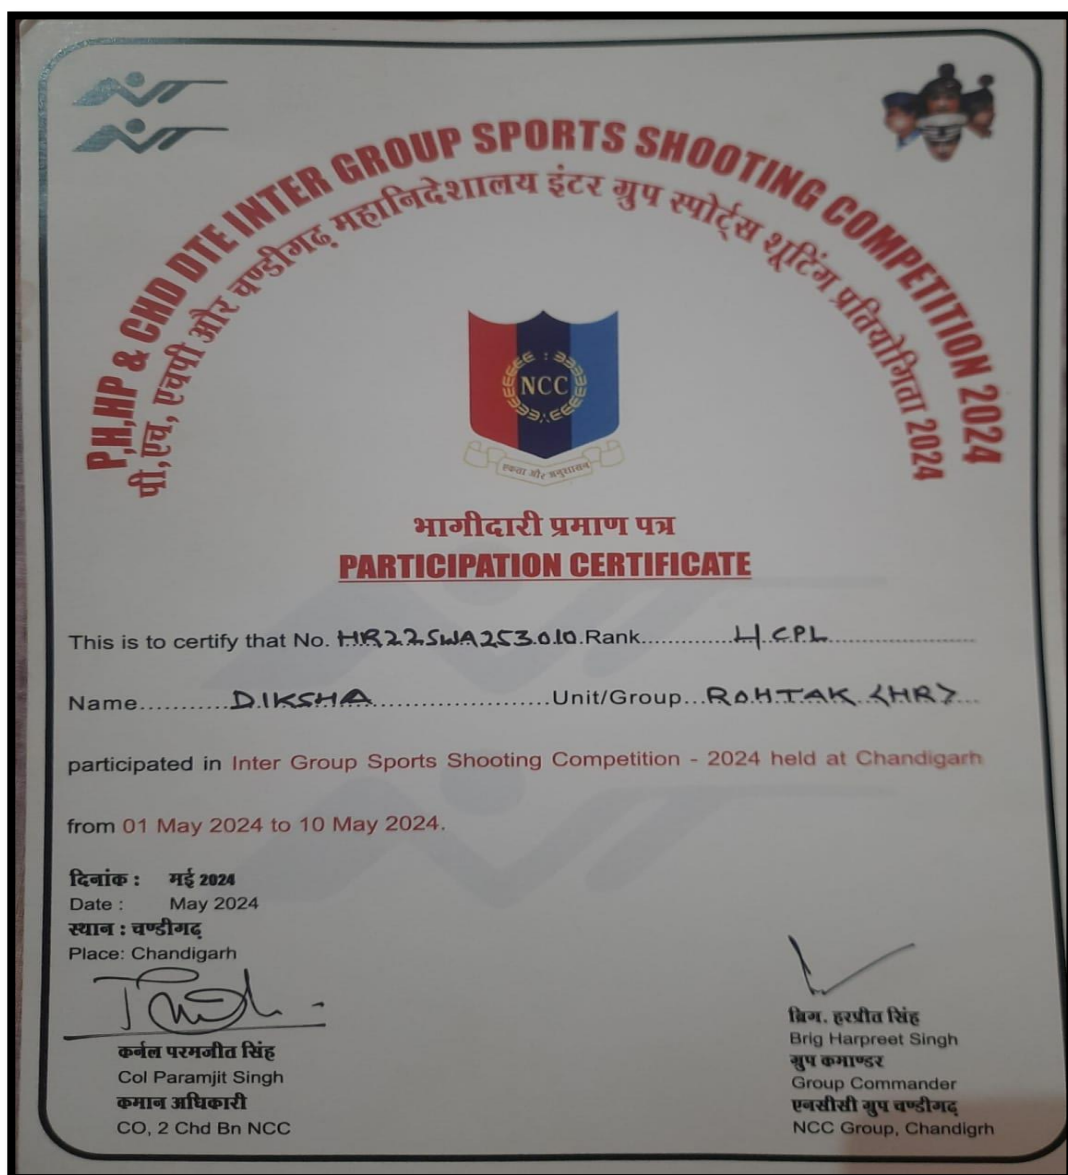 P,H,HP & CHD DTE INTER GROUP SPORTS SHOOTING COMPETITION 2024
पी,एच, एचपी और चण्डीगढ़ महानिदेशालय इंटर ग्रुप स्पोर्ट्स शूटिंग प्रतियोगिता 2024
NCC
एकता और अनुशासन
भागीदारी प्रमाण पत्र
PARTICIPATION CERTIFICATE
This is to certify that No. HR22SWA253010 Rank............LCPL....................
Name...........DIKSHA......................Unit/Group...ROHTAK <HR>...
participated in Inter Group Sports Shooting Competition - 2024 held at Chandigarh
from 01 May 2024 to 10 May 2024.
दिनांक : मई 2024
Date : May 2024
स्थान : चण्डीगढ़
Place: Chandigarh
कर्नल परमजीत सिंह
Col Paramjit Singh
कमान अधिकारी
CO, 2 Chd Bn NCC
ब्रिग. हरप्रीत सिंह
Brig Harpreet Singh
ग्रुप कमाण्डर
Group Commander
एनसीसी ग्रुप चण्डीगढ़
NCC Group, Chandigrh